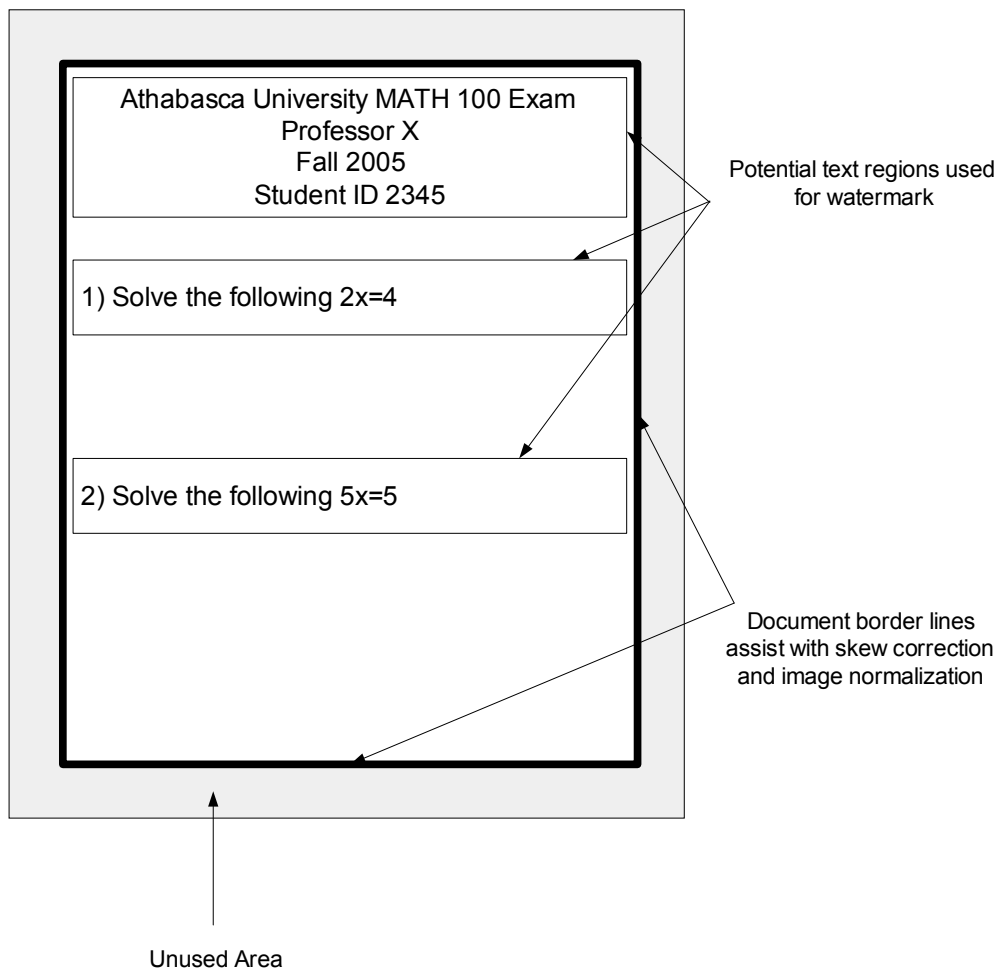 Athabasca University MATH 100 Exam
Professor X
Fall 2005
Student ID 2345
Potential text regions used
for watermark
1) Solve the following 2x=4
2) Solve the following 5x=5
Document border lines
assist with skew correction
and image normalization
Unused Area